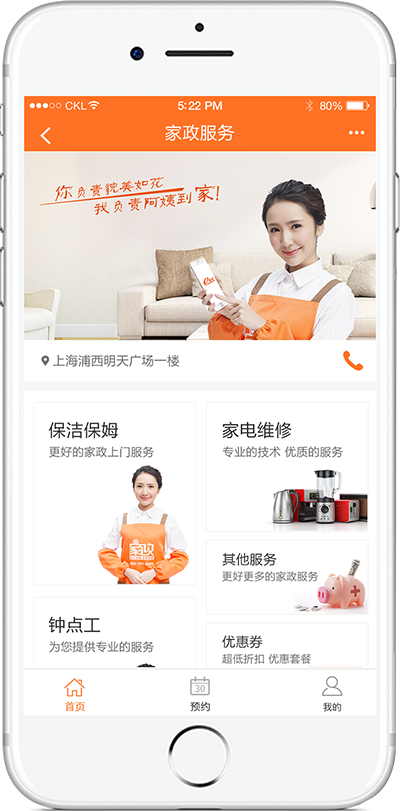 CKL 5:22 PM 80%
家政服务
你负责貌美如花
我负责阿姨到家!
上海浦西明天广场一楼
保洁保姆
更好的家政上门服务
家政
家电维修
专业的技术 优质的服务
其他服务
更好更多的家政服务
钟点工
为您提供专业的服务
优惠券
超低折扣 优惠套餐
30
首页
预约
我的